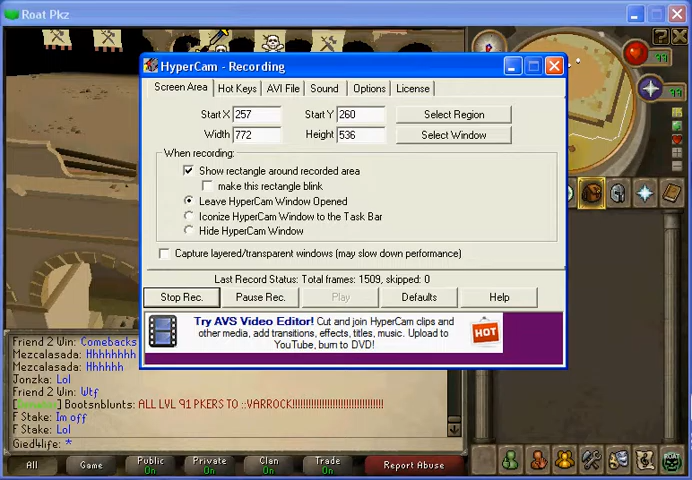 Roat Pkz
HyperCam - Recording
Screen Area
Hot Keys
AVI File
Sound
Options
License
Start X
257
Start Y
260
Select Region
Width
772
Height
536
Select Window
When recording:
Show rectangle around recorded area
make this rectangle blink
Leave HyperCam Window Opened
Iconize HyperCam Window to the Task Bar
Hide HyperCam Window
Capture layered/transparent windows (may slow down performance)
Last Record Status: Total frames: 1509, skipped: 0
Stop Rec.
Pause Rec.
Play
Defaults
Help
Try AVS Video Editor! Cut and join HyperCam clips and
other media, add transitions, effects, titles, music. Upload to
YouTube, burn to DVD!
HOT
99
99
Friend 2 Win: Comebacks
Mezcalasada: Hhhhhhhh
Mezcalasada: Hhhhhh
Jonzka: Lol
Friend 2 Win: Wtf
Bootsnblunts: ALL LVL 91 PKERS TO ::VARROCK!!!!!!!!!!!!!!!!!!!!!!!!!!!!!!!!!!!
F Stake: Im off
F Stake: Lol
Gied4life: *
All
Game
Public
On
Private
On
Clan
On
Trade
On
Report Abuse
ROAT